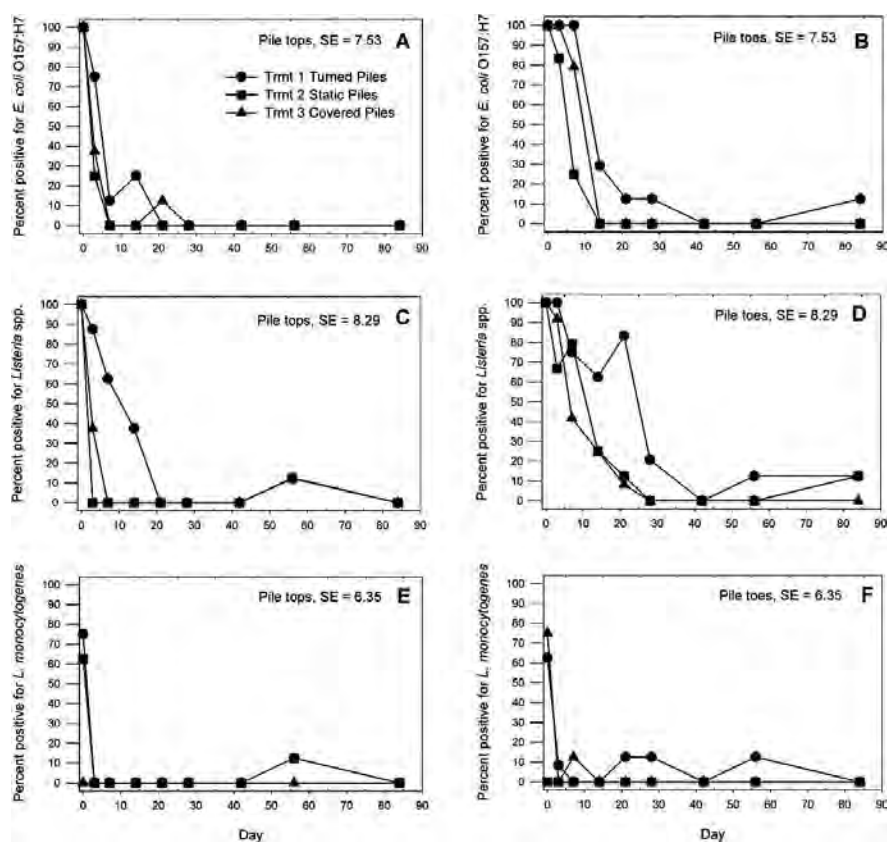 Percent positive for E. coli O157:H7
100
90
80
70
60
50
40
30
20
10
0
Pile tops, SE = 7.53
A
Trmt 1 Turned Piles
Trmt 2 Static Piles
Trmt 3 Covered Piles
0 10 20 30 40 50 60 70 80 90
Percent positive for E. coli O157:H7
100
90
80
70
60
50
40
30
20
10
0
Pile toes, SE = 7.53
B
0 10 20 30 40 50 60 70 80 90
Percent positive for Listeria spp.
100
90
80
70
60
50
40
30
20
10
0
Pile tops, SE = 8.29
C
0 10 20 30 40 50 60 70 80 90
Percent positive for Listeria spp.
100
90
80
70
60
50
40
30
20
10
0
Pile toes, SE = 8.29
D
0 10 20 30 40 50 60 70 80 90
Percent positive for L. monocytogenes
100
90
80
70
60
50
40
30
20
10
0
Pile tops, SE = 6.35
E
0 10 20 30 40 50 60 70 80 90
Day
Percent positive for L. monocytogenes
100
90
80
70
60
50
40
30
20
10
0
Pile toes, SE = 6.35
F
0 10 20 30 40 50 60 70 80 90
Day